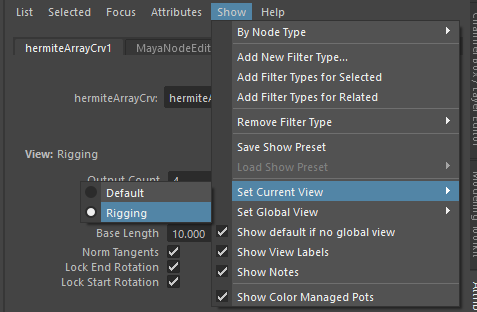 List Selected Focus Attributes Show Help
hermiteArrayCrv1 MayaNodeEdit
By Node Type
Add New Filter Type...
Add Filter Types for Selected
hermiteArrayCrv: hermiteA
Add Filter Types for Related
Remove Filter Type
Save Show Preset
View: Rigging
Load Show Preset
Output Count 4
Default
Set Current View
Rigging
Set Global View
Base Length 10.000
Show default if no global view
Norm Tangents
Show View Labels
Lock End Rotation
Show Notes
Lock Start Rotation
Show Color Managed Pots
Channel Box / Layer Editor
Modeling Toolkit
Attrib